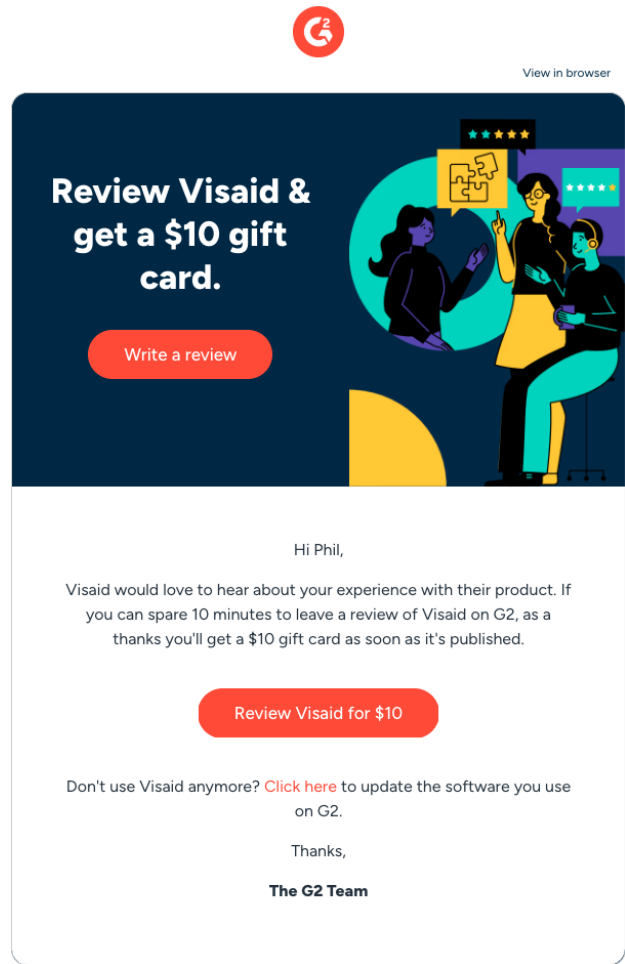 G2
View in browser
Review Visaid &
get a $10 gift
card.
Write a review
Hi Phil,
Visaid would love to hear about your experience with their product. If
you can spare 10 minutes to leave a review of Visaid on G2, as a
thanks you'll get a $10 gift card as soon as it's published.
Review Visaid for $10
Don't use Visaid anymore? Click here to update the software you use
on G2.
Thanks,
The G2 Team